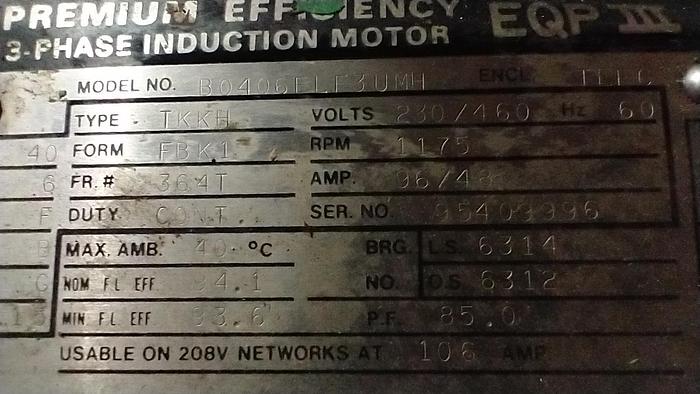 PREMIUM EFFICIENCY EQP III
3-PHASE INDUCTION MOTOR
MODEL NO. B0406FLF3UMH ENCL. TEFC
TYPE TKKH VOLTS 230/460 Hz 60
40 FORM FBK1 RPM 1175
6 FR.# 364T AMP. 96/48
F DUTY CONT. SER. NO. 95409996
B MAX. AMB. 40 °C BRG. L.S. 6314
G NOM F L EFF 94.1 NO. O.S. 6312
MIN F L EFF 93.6 P.F. 85.0
USABLE ON 208V NETWORKS AT 106 AMP